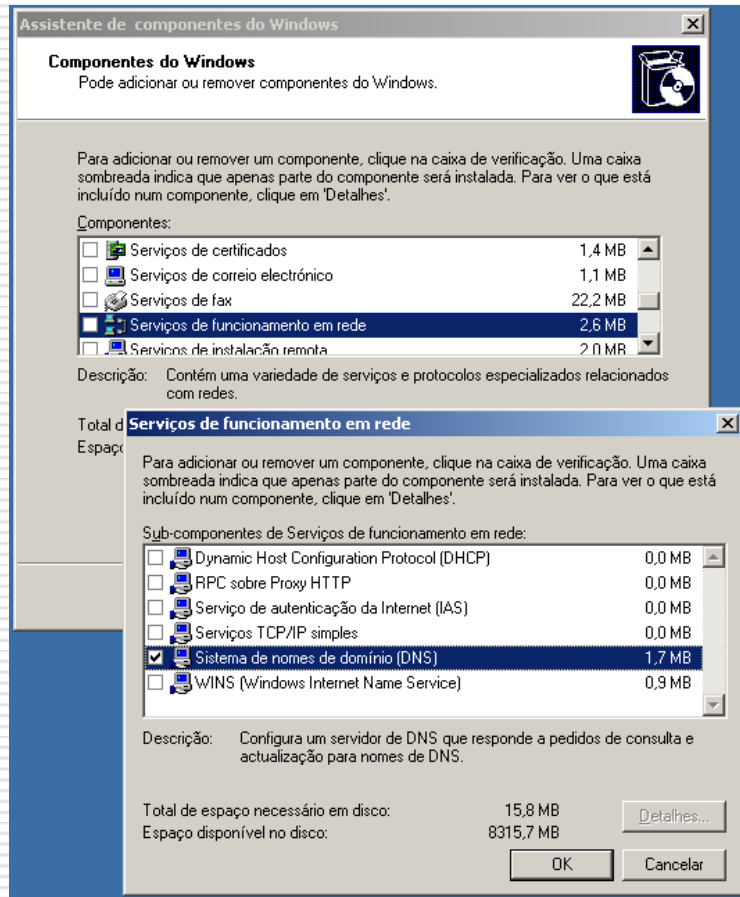 Assistente de componentes do Windows
Componentes do Windows
Pode adicionar ou remover componentes do Windows.
Para adicionar ou remover um componente, clique na caixa de verificação. Uma caixa
sombreada indica que apenas parte do componente será instalada. Para ver o que está
incluído num componente, clique em 'Detalhes'.
Componentes:
Serviços de certificados 1,4 MB
Serviços de correio electrónico 1,1 MB
Serviços de fax 22,2 MB
Serviços de funcionamento em rede 2,6 MB
Serviços de instalação remota 2,0 MB
Descrição: Contém uma variedade de serviços e protocolos especializados relacionados
com redes.
Total d
Espaço
Serviços de funcionamento em rede
Para adicionar ou remover um componente, clique na caixa de verificação. Uma caixa
sombreada indica que apenas parte do componente será instalada. Para ver o que está
incluído num componente, clique em 'Detalhes'.
Sub-componentes de Serviços de funcionamento em rede:
Dynamic Host Configuration Protocol (DHCP) 0,0 MB
RPC sobre Proxy HTTP 0,0 MB
Serviço de autenticação da Internet (IAS) 0,0 MB
Serviços TCP/IP simples 0,0 MB
Sistema de nomes de domínio (DNS) 1,7 MB
WINS (Windows Internet Name Service) 0,9 MB
Descrição: Configura um servidor de DNS que responde a pedidos de consulta e
actualização para nomes de DNS.
Total de espaço necessário em disco: 15,8 MB
Espaço disponível no disco: 8315,7 MB
Detalhes...
OK Cancelar